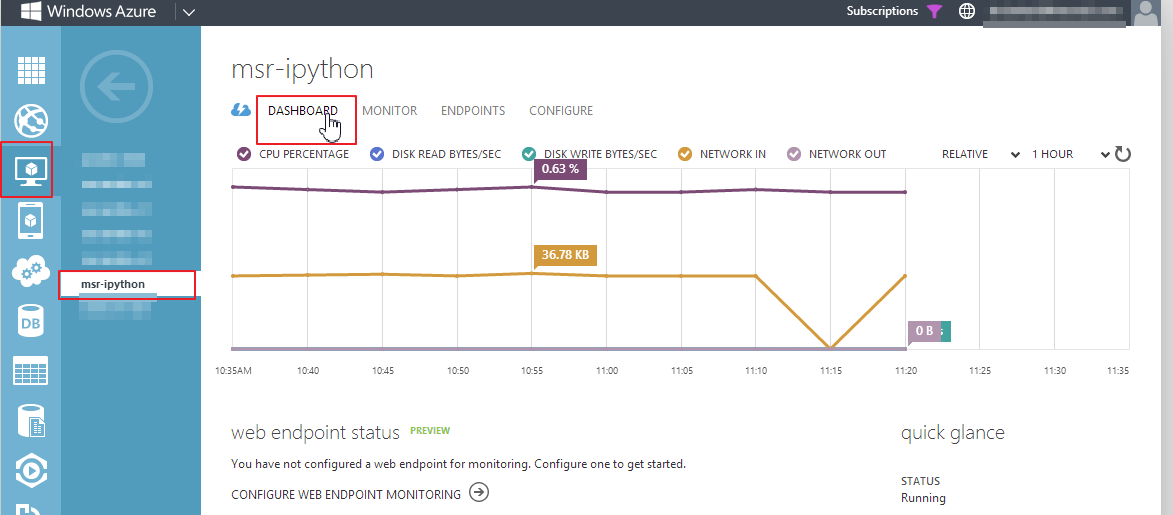 Windows Azure
Subscriptions
msr-ipython
DASHBOARD MONITOR ENDPOINTS CONFIGURE
CPU PERCENTAGE DISK READ BYTES/SEC DISK WRITE BYTES/SEC NETWORK IN NETWORK OUT RELATIVE 1 HOUR
0.63 %
36.78 KB
msr-ipython
DB
0 B s
10:35AM 10:40 10:45 10:50 10:55 11:00 11:05 11:10 11:15 11:20 11:25 11:30 11:35
web endpoint status PREVIEW
quick glance
You have not configured a web endpoint for monitoring. Configure one to get started.
STATUS
CONFIGURE WEB ENDPOINT MONITORING
Running